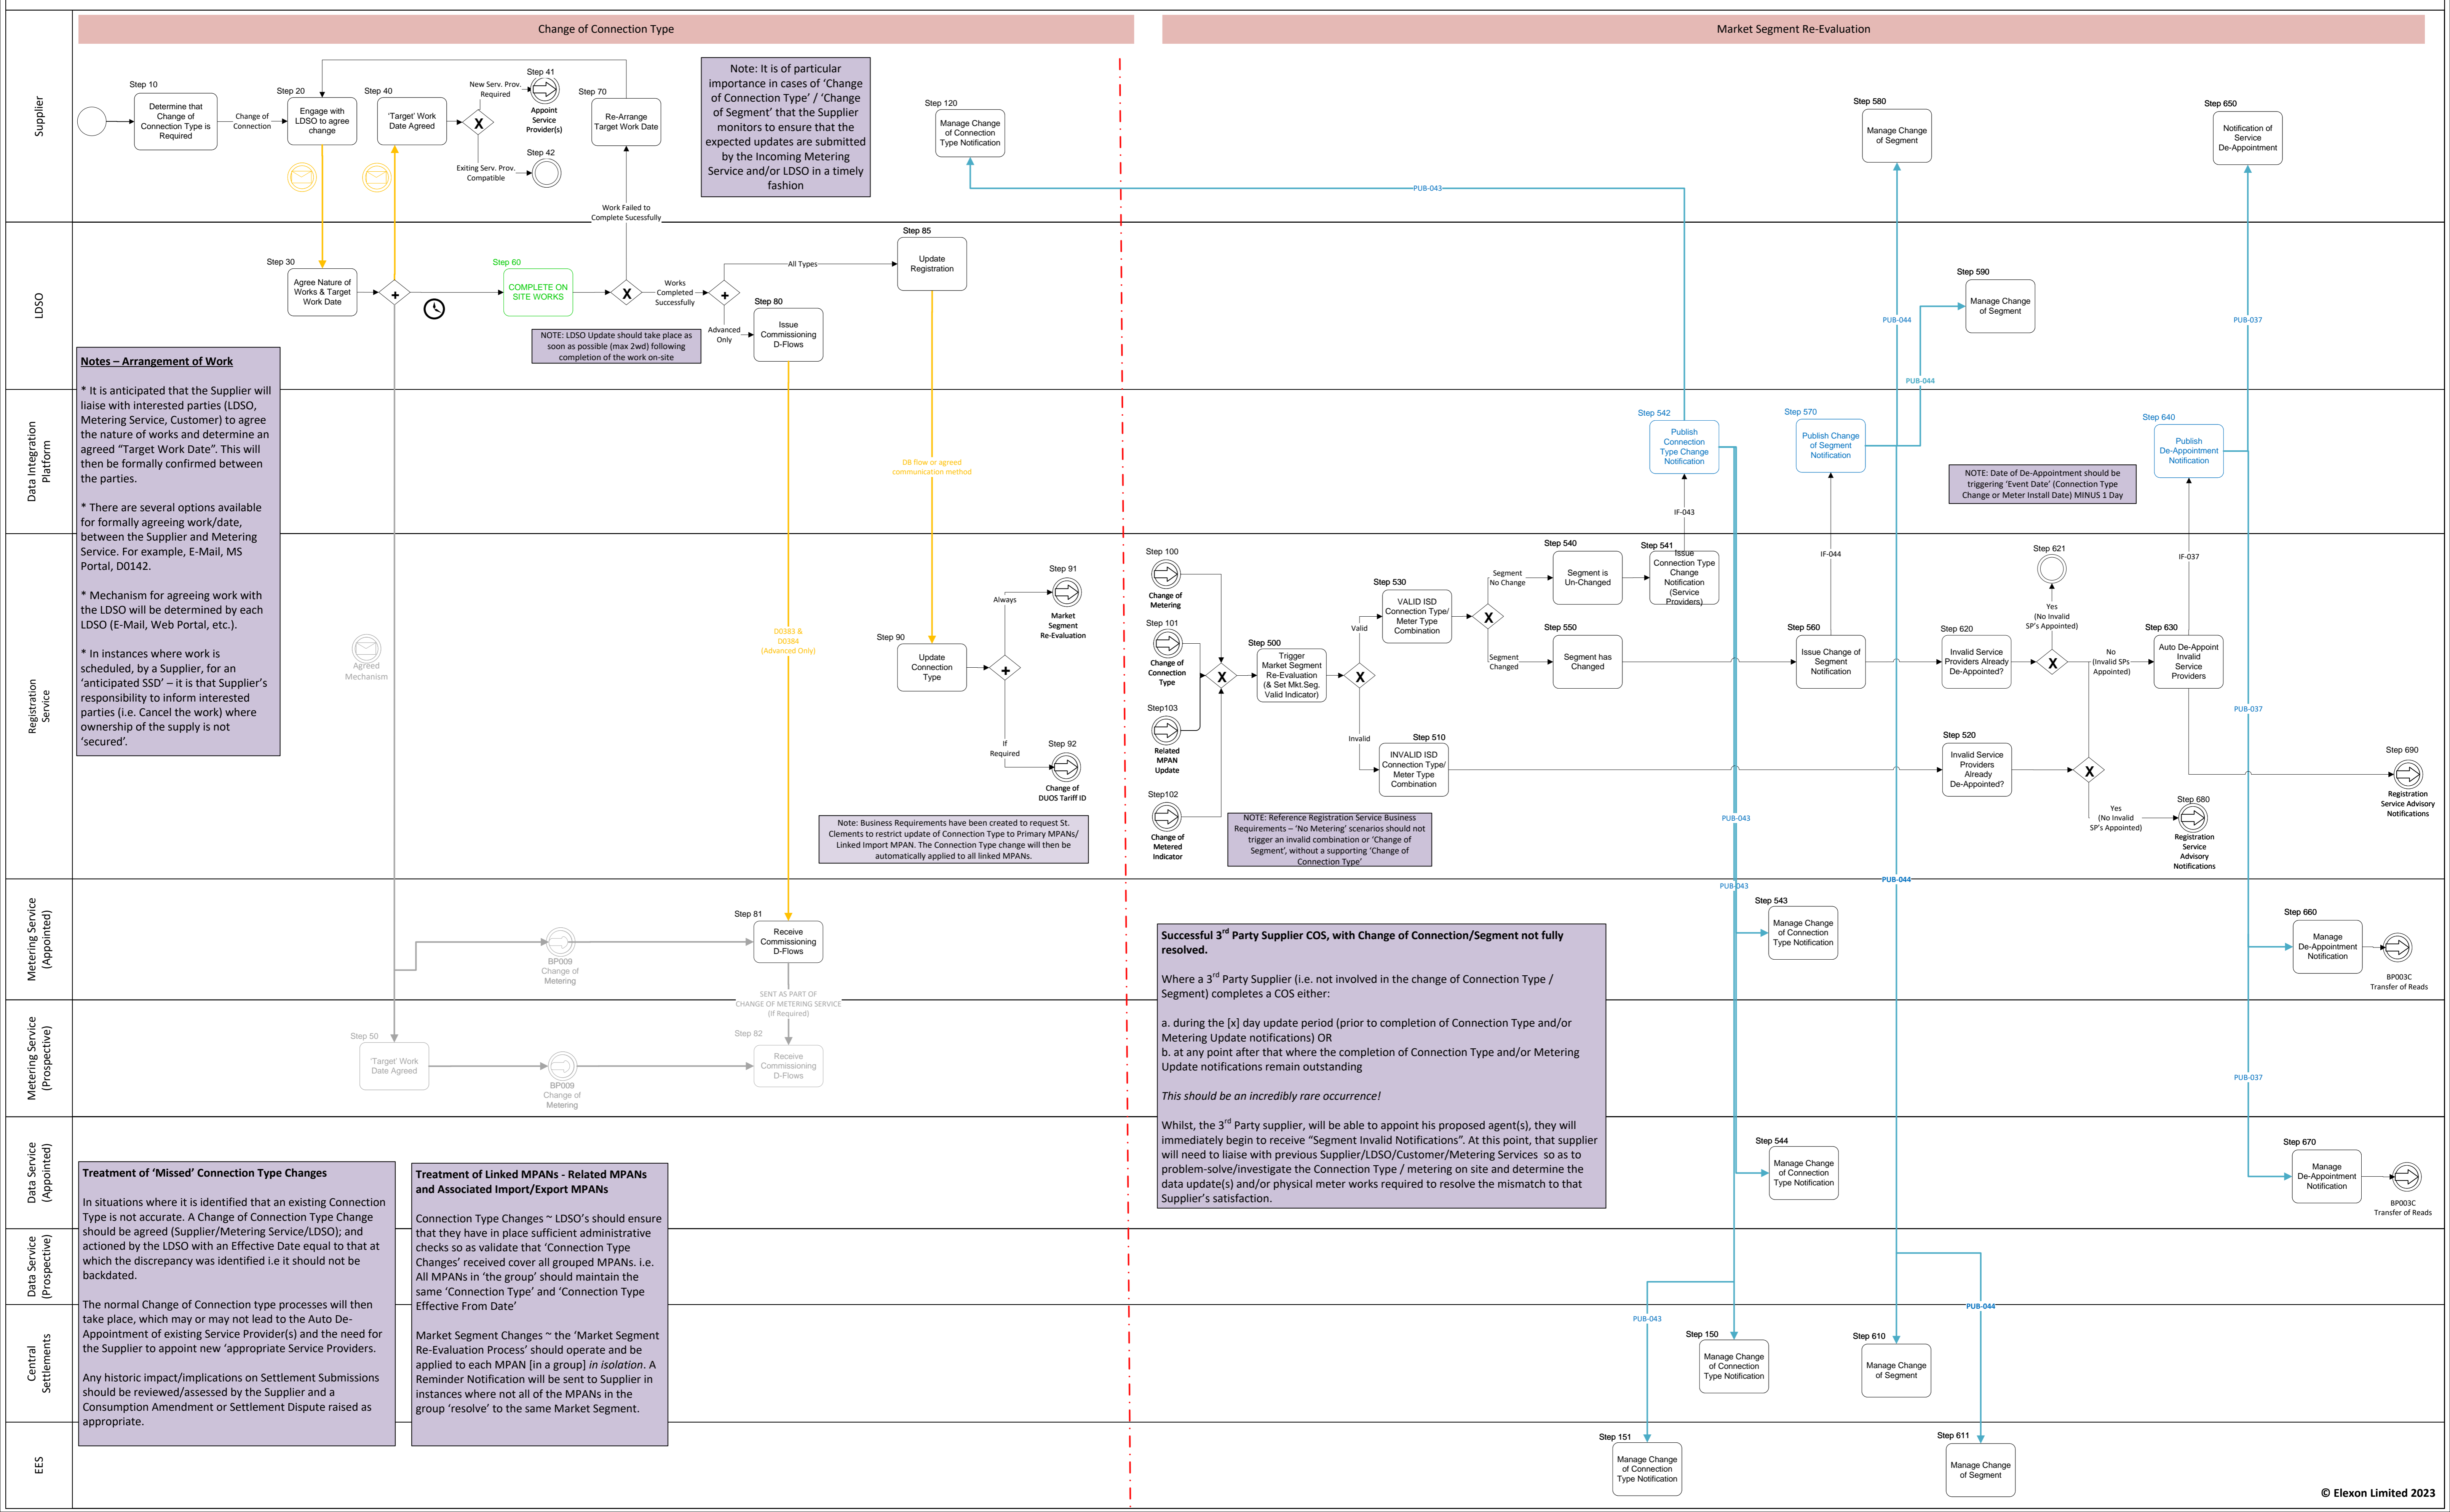 Change of Connection Type
Market Segment Re-Evaluation
Supplier
Step 10
Determine that
Change of
Connection Type is
Required
Change of
Connection
Step 20
Engage with
LDSO to agree
change
Step 40
'Target' Work
Date Agreed
X
New Serv. Prov.
Required
Step 41
Appoint
Service
Provider(s)
Exiting Serv. Prov.
Compatible
Step 42
Step 70
Re-Arrange
Target Work Date
Work Failed to
Complete Sucessfully
Note: It is of particular
importance in cases of ‘Change
of Connection Type’ / ‘Change
of Segment’ that the Supplier
monitors to ensure that the
expected updates are submitted
by the Incoming Metering
Service and/or LDSO in a timely
fashion
Step 120
Manage Change
of Connection
Type Notification
PUB-043
Step 580
Manage Change
of Segment
Step 650
Notification of
Service
De-Appointment
LDSO
Step 30
Agree Nature of
Works & Target
Work Date
+
Step 60
COMPLETE ON
SITE WORKS
X
Works
Completed
Successfully
+
All Types
Advanced
Only
Step 80
Issue
Commissioning
D-Flows
Step 85
Update
Registration
NOTE: LDSO Update should take place as
soon as possible (max 2wd) following
completion of the work on-site
Step 590
Manage Change
of Segment
PUB-044
PUB-037
PUB-044
Notes – Arrangement of Work
* It is anticipated that the Supplier will
liaise with interested parties (LDSO,
Metering Service, Customer) to agree
the nature of works and determine an
agreed “Target Work Date”. This will
then be formally confirmed between
the parties.
* There are several options available
for formally agreeing work/date,
between the Supplier and Metering
Service. For example, E-Mail, MS
Portal, D0142.
* Mechanism for agreeing work with
the LDSO will be determined by each
LDSO (E-Mail, Web Portal, etc.).
* In instances where work is
scheduled, by a Supplier, for an
‘anticipated SSD’ – it is that Supplier’s
responsibility to inform interested
parties (i.e. Cancel the work) where
ownership of the supply is not
‘secured’.
Data Integration
Platform
DB flow or agreed
communication method
Step 542
Publish
Connection
Type Change
Notification
IF-043
Step 570
Publish Change
of Segment
Notification
NOTE: Date of De-Appointment should be
triggering ‘Event Date’ (Connection Type
Change or Meter Install Date) MINUS 1 Day
Step 640
Publish
De-Appointment
Notification
Registration
Service
Agreed
Mechanism
D0383 &
D0384
(Advanced Only)
Step 90
Update
Connection
Type
+
Always
Step 91
Market
Segment
Re-Evaluation
If
Required
Step 92
Change of
DUOS Tariff ID
Note: Business Requirements have been created to request St.
Clements to restrict update of Connection Type to Primary MPANs/
Linked Import MPAN. The Connection Type change will then be
automatically applied to all linked MPANs.
Step 100
Change of
Metering
Step 101
Change of
Connection
Type
Step103
Related
MPAN
Update
Step102
Change of
Metered
Indicator
X
Step 500
Trigger
Market Segment
Re-Evaluation
(& Set Mkt.Seg.
Valid Indicator)
X
Valid
Invalid
Step 530
VALID ISD
Connection Type/
Meter Type
Combination
X
Segment
No Change
Segment
Changed
Step 540
Segment is
Un-Changed
Step 541
Issue
Connection Type
Change
Notification
(Service
Providers)
Step 550
Segment has
Changed
Step 510
INVALID ISD
Connection Type/
Meter Type
Combination
NOTE: Reference Registration Service Business
Requirements – ‘No Metering’ scenarios should not
trigger an invalid combination or ‘Change of
Segment’, without a supporting ‘Change of
Connection Type’
IF-044
Step 560
Issue Change of
Segment
Notification
Step 620
Invalid Service
Providers Already
De-Appointed?
X
Step 621
Yes
(No Invalid
SP's Appointed)
No
(Invalid SPs
Appointed)
IF-037
Step 630
Auto De-Appoint
Invalid
Service
Providers
Step 520
Invalid Service
Providers
Already
De-Appointed?
X
Yes
(No Invalid
SP's Appointed)
Step 680
Registration
Service
Advisory
Notifications
Step 690
Registration
Service Advisory
Notifications
PUB-037
PUB-043
Metering Service
(Appointed)
BP009
Change of
Metering
Step 81
Receive
Commissioning
D-Flows
SENT AS PART OF
CHANGE OF METERING SERVICE
(If Required)
PUB-043
PUB-044
Step 543
Manage Change
of Connection
Type Notification
Step 660
Manage
De-Appointment
Notification
BP003C
Transfer of Reads
Successful 3rd Party Supplier COS, with Change of Connection/Segment not fully
resolved.
Where a 3rd Party Supplier (i.e. not involved in the change of Connection Type /
Segment) completes a COS either:
a. during the [x] day update period (prior to completion of Connection Type and/or
Metering Update notifications) OR
b. at any point after that where the completion of Connection Type and/or Metering
Update notifications remain outstanding
This should be an incredibly rare occurrence!
Whilst, the 3rd Party supplier, will be able to appoint his proposed agent(s), they will
immediately begin to receive “Segment Invalid Notifications”. At this point, that supplier
will need to liaise with previous Supplier/LDSO/Customer/Metering Services so as to
problem-solve/investigate the Connection Type / metering on site and determine the
data update(s) and/or physical meter works required to resolve the mismatch to that
Supplier’s satisfaction.
Metering Service
(Prospective)
Step 50
'Target' Work
Date Agreed
BP009
Change of
Metering
Step 82
Receive
Commissioning
D-Flows
PUB-037
Data Service
(Appointed)
Step 544
Manage Change
of Connection
Type Notification
Step 670
Manage
De-Appointment
Notification
BP003C
Transfer of Reads
Treatment of ‘Missed’ Connection Type Changes
In situations where it is identified that an existing Connection
Type is not accurate. A Change of Connection Type Change
should be agreed (Supplier/Metering Service/LDSO); and
actioned by the LDSO with an Effective Date equal to that at
which the discrepancy was identified i.e it should not be
backdated.
The normal Change of Connection type processes will then
take place, which may or may not lead to the Auto De-
Appointment of existing Service Provider(s) and the need for
the Supplier to appoint new ‘appropriate Service Providers.
Any historic impact/implications on Settlement Submissions
should be reviewed/assessed by the Supplier and a
Consumption Amendment or Settlement Dispute raised as
appropriate.
Treatment of Linked MPANs - Related MPANs
and Associated Import/Export MPANs
Connection Type Changes ~ LDSO’s should ensure
that they have in place sufficient administrative
checks so as validate that ‘Connection Type
Changes’ received cover all grouped MPANs. i.e.
All MPANs in ‘the group’ should maintain the
same ‘Connection Type’ and ‘Connection Type
Effective From Date’
Market Segment Changes ~ the ‘Market Segment
Re-Evaluation Process’ should operate and be
applied to each MPAN [in a group] in isolation. A
Reminder Notification will be sent to Supplier in
instances where not all of the MPANs in the
group ‘resolve’ to the same Market Segment.
Data Service
(Prospective)
Central
Settlements
PUB-043
PUB-044
Step 150
Manage Change
of Connection
Type Notification
Step 610
Manage Change
of Segment
EES
Step 151
Manage Change
of Connection
Type Notification
Step 611
Manage Change
of Segment
© Elexon Limited 2023